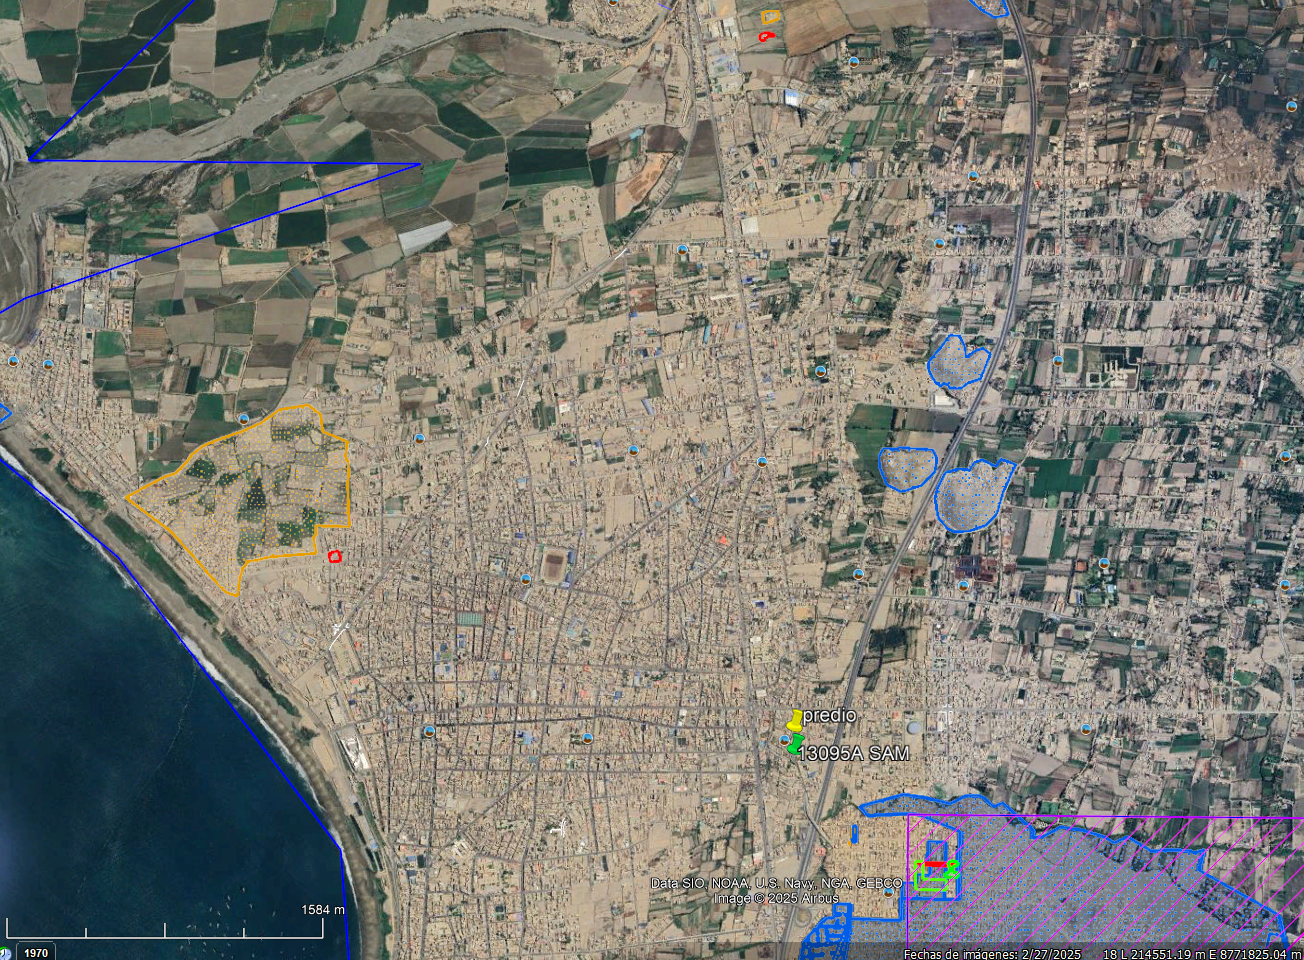 predio
13095A SAM
Data SIO, NOAA, U.S. Navy, NGA, GEBCO
Image © 2025 Airbus
1584 m
1970
Fechas de imágenes: 2/27/2025 18 L 214551.19 m E 8771825.04 m